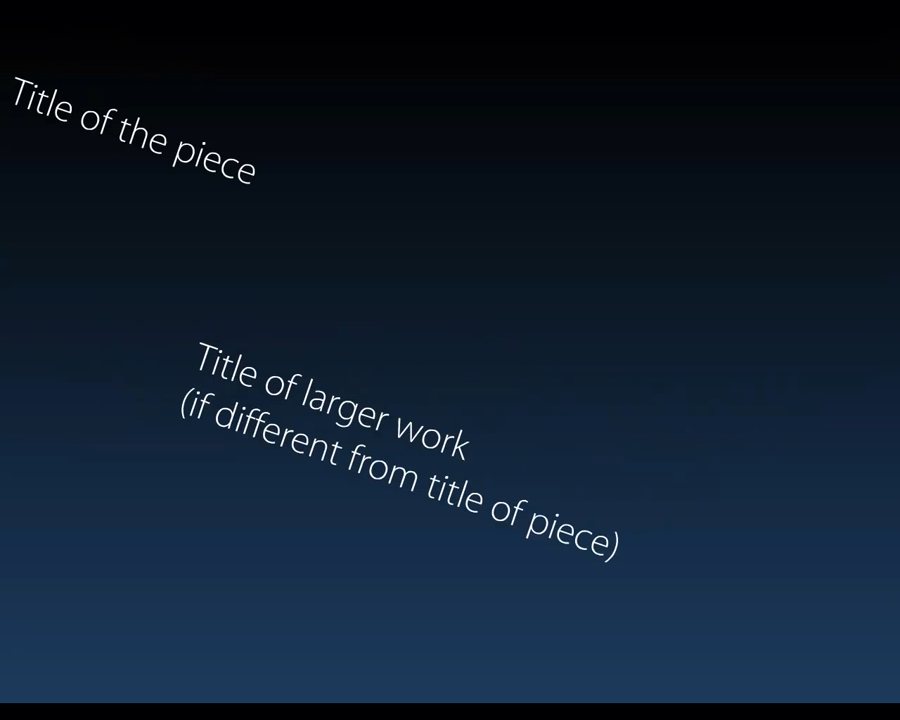 Title of the piece
Title of larger work
(if different from title of piece)